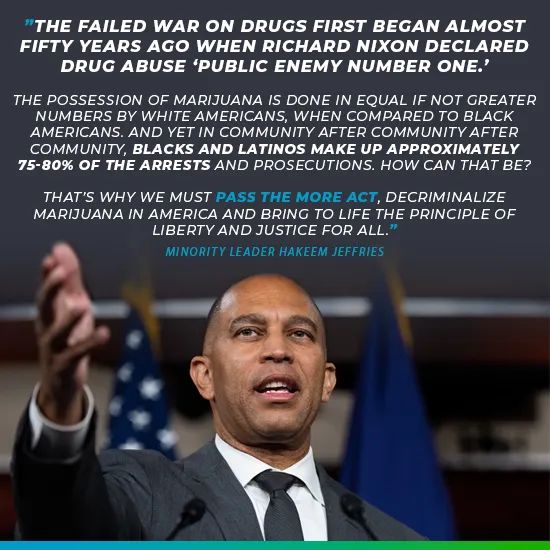 ”THE FAILED WAR ON DRUGS FIRST BEGAN ALMOST
FIFTY YEARS AGO WHEN RICHARD NIXON DECLARED
DRUG ABUSE ‘PUBLIC ENEMY NUMBER ONE.’
THE POSSESSION OF MARIJUANA IS DONE IN EQUAL IF NOT GREATER
NUMBERS BY WHITE AMERICANS, WHEN COMPARED TO BLACK
AMERICANS. AND YET IN COMMUNITY AFTER COMMUNITY AFTER
COMMUNITY, BLACKS AND LATINOS MAKE UP APPROXIMATELY
75-80% OF THE ARRESTS AND PROSECUTIONS. HOW CAN THAT BE?
THAT’S WHY WE MUST PASS THE MORE ACT, DECRIMINALIZE
MARIJUANA IN AMERICA AND BRING TO LIFE THE PRINCIPLE OF
LIBERTY AND JUSTICE FOR ALL.”
MINORITY LEADER HAKEEM JEFFRIES